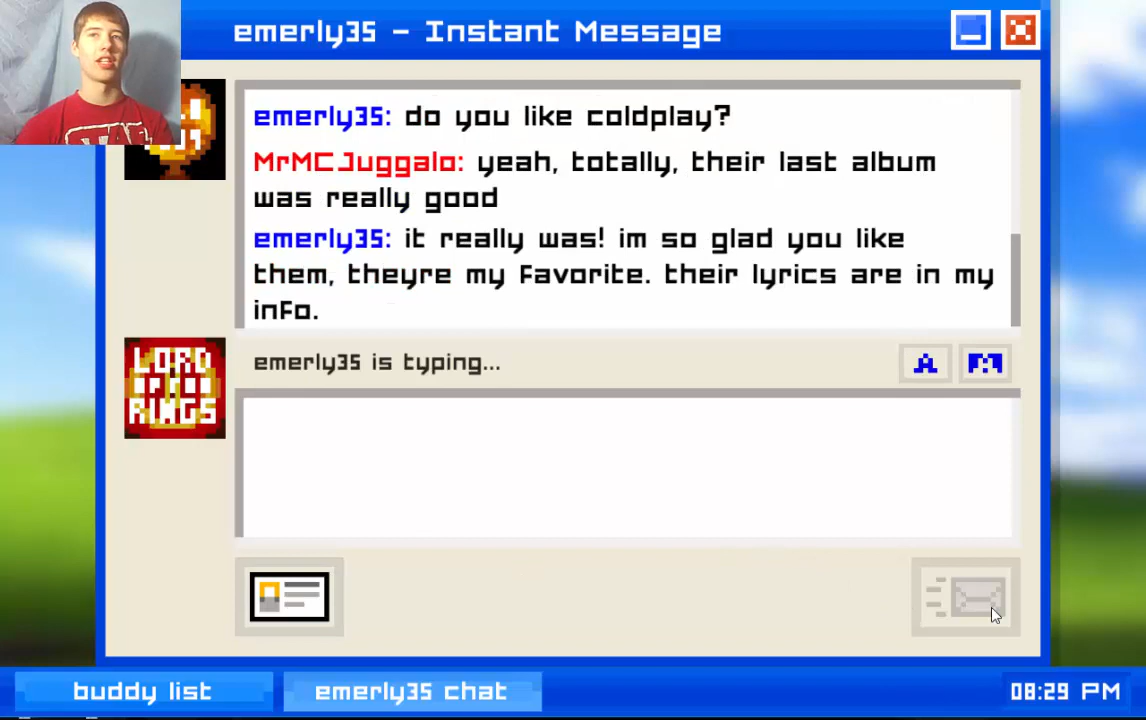 emerly35 – Instant Message
emerly35: do you like coldplay?
MrMCJuggalo: yeah, totally, their last album
was really good
emerly35: it really was! im so glad you like
them, theyre my favorite. their lyrics are in my
info.
LORD
RINGS
emerly35 is typing...
A
buddy list
emerly35 chat
08:29 PM